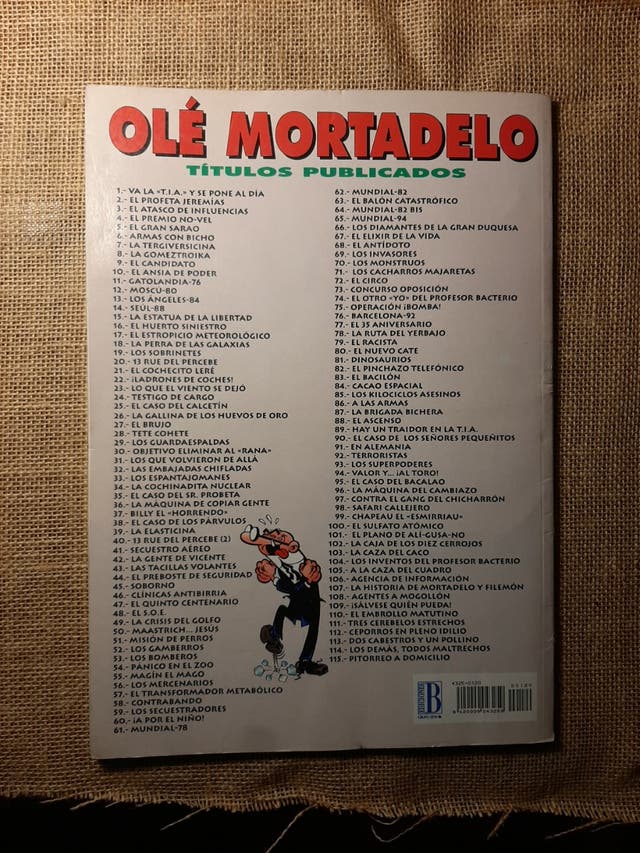 OLÉ MORTADELO
TÍTULOS PUBLICADOS
1.- VA LA «T.I.A.» Y SE PONE AL DÍA
2.- EL PROFETA JEREMÍAS
3.- EL ATASCO DE INFLUENCIAS
4.- EL PREMIO NO-VEL
5.- EL GRAN SARAO
6.- ARMAS CON BICHO
7.- LA TERGIVERSICINA
8.- LA GOMEZTROIKA
9.- EL CANDIDATO
10.- EL ANSIA DE PODER
11.- GATOLANDIA-76
12.- MOSCÚ-80
13.- LOS ÁNGELES-84
14.- SEÚL-88
15.- LA ESTATUA DE LA LIBERTAD
16.- EL HUERTO SINIESTRO
17.- EL ESTROPICIO METEOROLÓGICO
18.- LA PERRA DE LAS GALAXIAS
19.- LOS SOBRINETES
20.- 13 RUE DEL PERCEBE
21.- EL COCHECITO LERÉ
22.- ¡LADRONES DE COCHES!
23.- LO QUE EL VIENTO SE DEJÓ
24.- TESTIGO DE CARGO
25.- EL CASO DEL CALCETÍN
26.- LA GALLINA DE LOS HUEVOS DE ORO
27.- EL BRUJO
28.- TETE COHETE
29.- LOS GUARDAESPALDAS
30.- OBJETIVO ELIMINAR AL «RANA»
31.- LOS QUE VOLVIERON DE ALLÁ
32.- LAS EMBAJADAS CHIFLADAS
33.- LOS ESPANTAJOMANES
34.- LA COCHINADITA NUCLEAR
35.- EL CASO DEL SR. PROBETA
36.- LA MÁQUINA DE COPIAR GENTE
37.- BILLY EL «HORRENDO»
38.- EL CASO DE LOS PÁRVULOS
39.- LA ELASTICINA
40.- 13 RUE DEL PERCEBE (2)
41.- SECUESTRO AÉREO
42.- LA GENTE DE VICENTE
43.- LAS TACILLAS VOLANTES
44.- EL PREBOSTE DE SEGURIDAD
45.- SOBORNO
46.- CLÍNICAS ANTIBIRRIA
47.- EL QUINTO CENTENARIO
48.- EL S.O.E.
49.- LA CRISIS DEL GOLFO
50.- MAASTRICH... JESÚS
51.- MISIÓN DE PERROS
52.- LOS GAMBERROS
53.- LOS BOMBEROS
54.- PÁNICO EN EL ZOO
55.- MAGÍN EL MAGO
56.- LOS MERCENARIOS
57.- EL TRANSFORMADOR METABÓLICO
58.- CONTRABANDO
59.- LOS SECUESTRADORES
60.- ¡A POR EL NIÑO!
61.- MUNDIAL-78
62.- MUNDIAL-82
63.- EL BALÓN CATASTRÓFICO
64.- MUNDIAL-82 BIS
65.- MUNDIAL-94
66.- LOS DIAMANTES DE LA GRAN DUQUESA
67.- EL ELIXIR DE LA VIDA
68.- EL ANTÍDOTO
69.- LOS INVASORES
70.- LOS MONSTRUOS
71.- LOS CACHARROS MAJARETAS
72.- EL CIRCO
73.- CONCURSO OPOSICIÓN
74.- EL OTRO «YO» DEL PROFESOR BACTERIO
75.- OPERACIÓN ¡BOMBA!
76.- BARCELONA-92
77.- EL 35 ANIVERSARIO
78.- LA RUTA DEL YERBAJO
79.- EL RACISTA
80.- EL NUEVO CATE
81.- DINOSAURIOS
82.- EL PINCHAZO TELEFÓNICO
83.- EL BACILÓN
84.- CACAO ESPACIAL
85.- LOS KILOCICLOS ASESINOS
86.- A LAS ARMAS
87.- LA BRIGADA BICHERA
88.- EL ASCENSO
89.- HAY UN TRAIDOR EN LA T.I.A.
90.- EL CASO DE LOS SEÑORES PEQUEÑITOS
91.- EN ALEMANIA
92.- TERRORISTAS
93.- LOS SUPERPODERES
94.- VALOR Y... ¡AL TORO!
95.- EL CASO DEL BACALAO
96.- LA MÁQUINA DEL CAMBIAZO
97.- CONTRA EL GANG DEL CHICHARRÓN
98.- SAFARI CALLEJERO
99.- CHAPEAU EL «ESMIRRIAU»
100.- EL SULFATO ATÓMICO
101.- EL PLANO DE ALÍ-GUSA-NO
102.- LA CAJA DE LOS DIEZ CERROJOS
103.- LA CAZA DEL CACO
104.- LOS INVENTOS DEL PROFESOR BACTERIO
105.- A LA CAZA DEL CUADRO
106.- AGENCIA DE INFORMACIÓN
107.- LA HISTORIA DE MORTADELO Y FILEMÓN
108.- AGENTES A MOGOLLÓN
109.- ¡SÁLVESE QUIEN PUEDA!
110.- EL EMBROLLO MATUTINO
111.- TRES CEREBELOS ESTRECHOS
112.- CEPORROS EN PLENO IDILIO
113.- DOS CABESTROS Y UN POLLINO
114.- LOS DEMÁS, TODOS MALTRECHOS
115.- PITORREO A DOMICILIO
B